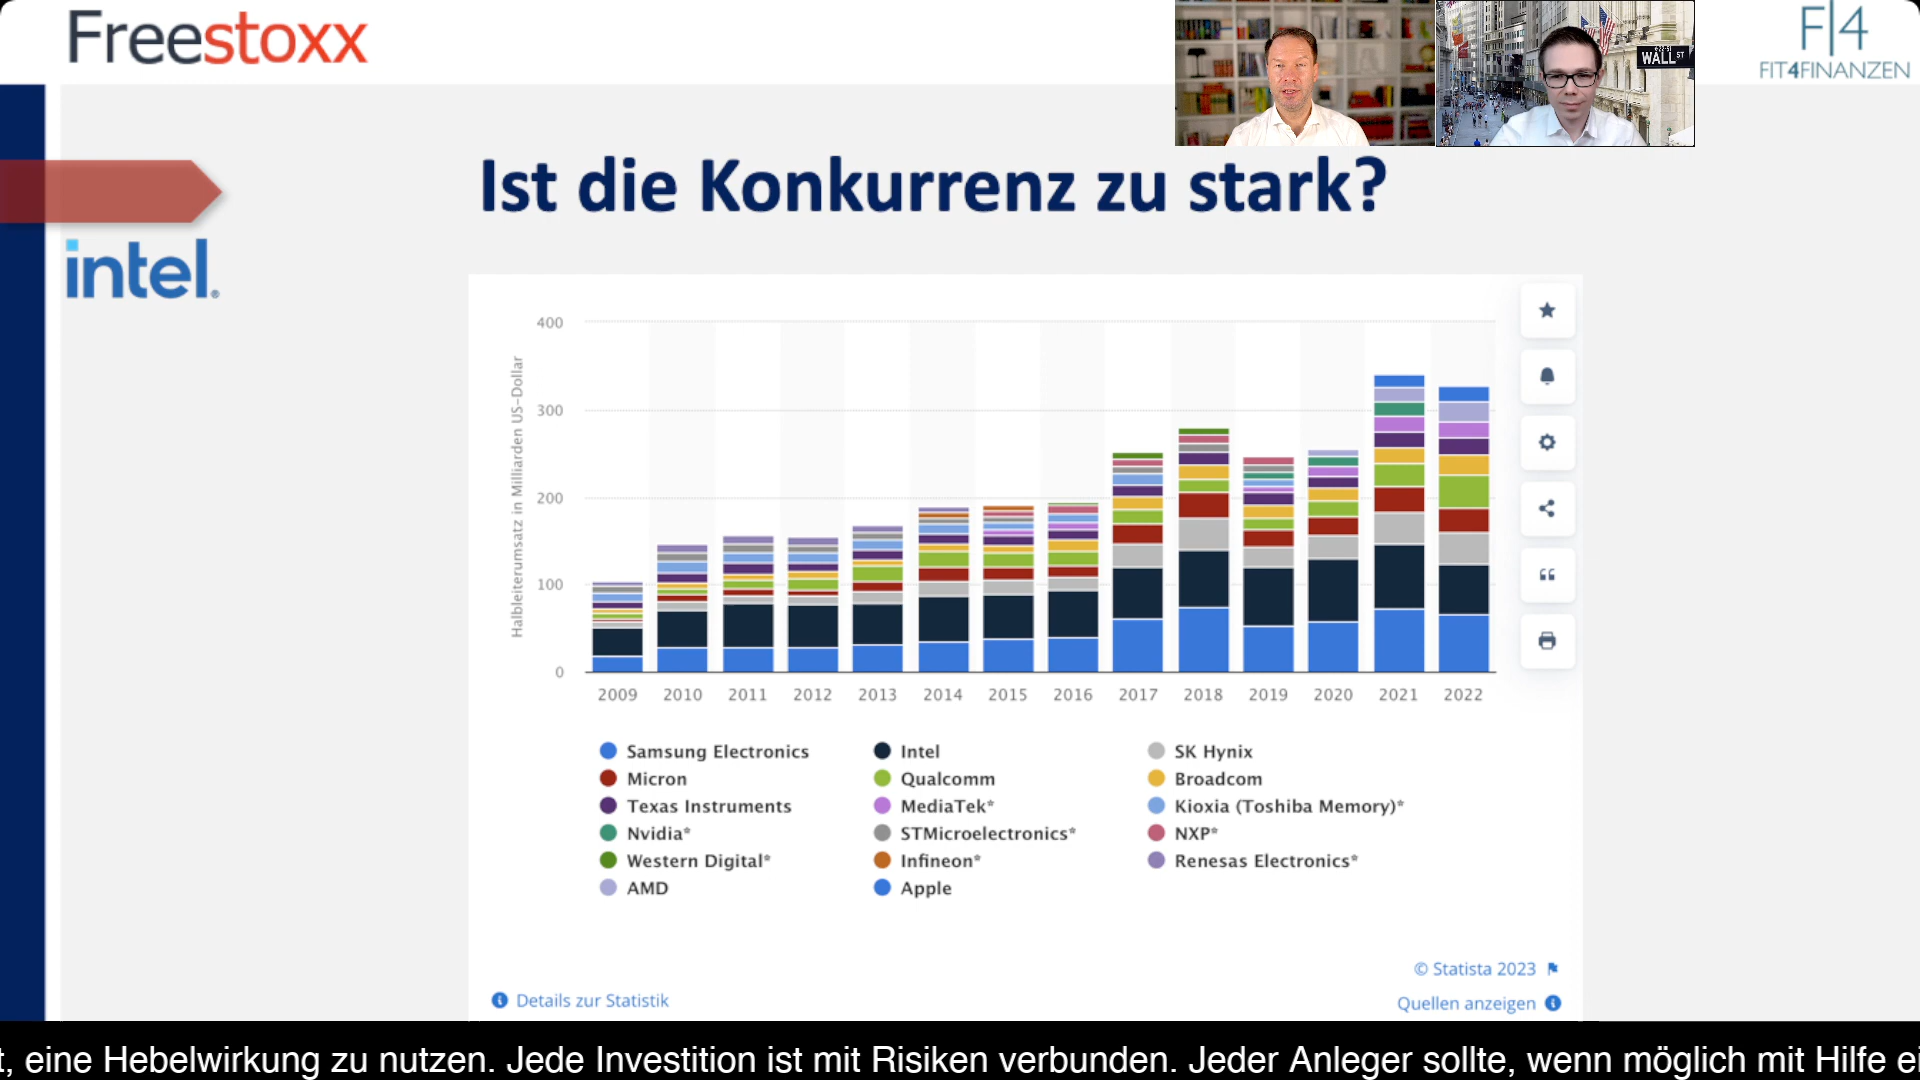 Freestoxx
WALL ST
F|4
FIT4FINANZEN
Ist die Konkurrenz zu stark?
intel®
Halbleiterumsatz in Milliarden US-Dollar
400
300
200
100
0
2009 2010 2011 2012 2013 2014 2015 2016 2017 2018 2019 2020 2021 2022
Samsung Electronics Intel SK Hynix
Micron Qualcomm Broadcom
Texas Instruments MediaTek* Kioxia (Toshiba Memory)*
Nvidia* STMicroelectronics* NXP*
Western Digital* Infineon* Renesas Electronics*
AMD Apple
© Statista 2023
Details zur Statistik
Quellen anzeigen
t, eine Hebelwirkung zu nutzen. Jede Investition ist mit Risiken verbunden. Jeder Anleger sollte, wenn möglich mit Hilfe ei